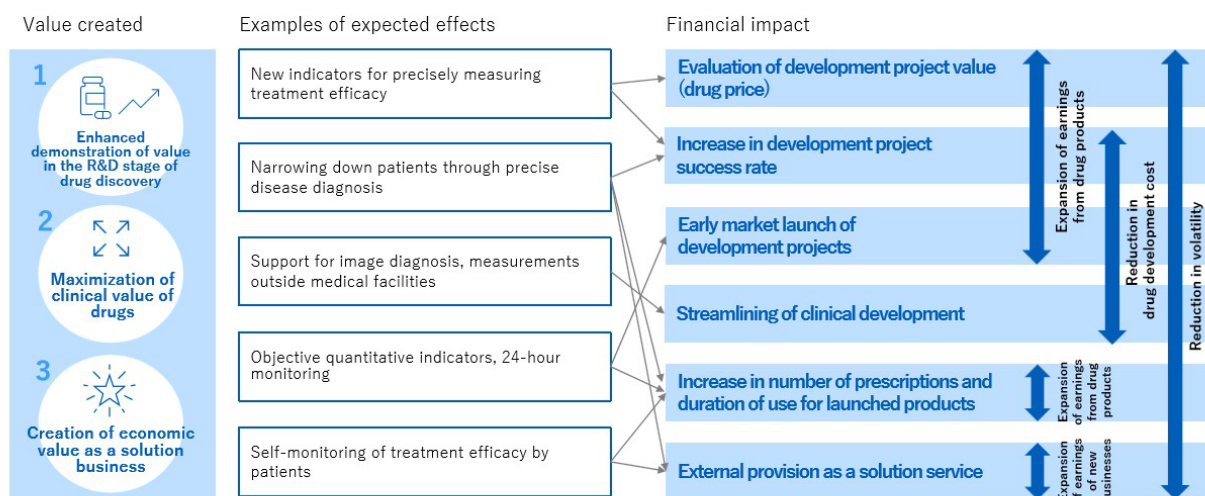 Value created
Examples of expected effects
Financial impact
1
Enhanced
demonstration of value
in the R&D stage of
drug discovery
2
Maximization of
clinical value of
drugs
3
Creation of economic
value as a solution
business
New indicators for precisely measuring
treatment efficacy
Narrowing down patients through precise
disease diagnosis
Support for image diagnosis, measurements
outside medical facilities
Objective quantitative indicators, 24-hour
monitoring
Self-monitoring of treatment efficacy by
patients
Evaluation of development project value
(drug price)
Increase in development project
success rate
Early market launch of
development projects
Streamlining of clinical development
Increase in number of prescriptions and
duration of use for launched products
External provision as a solution service
Expansion of earnings
from drug products
Reduction in
drug development cost
Reduction in volatility
Expansion
of earnings
from drug
products
Expansion
of earnings
of new
businesses